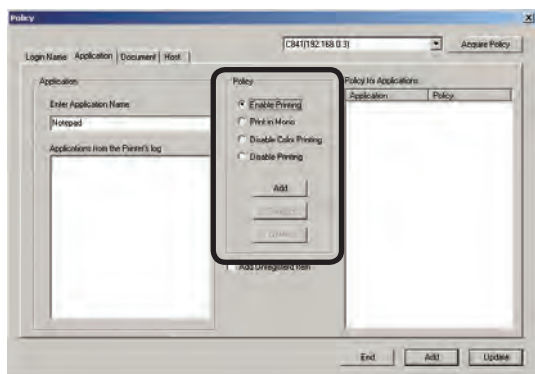 Policy
C841(192.168.0.3)
Acquire Policy
Login Name Application Document Host
Application
Enter Application Name
Notepad
Applications from the Printer's log
Policy
Enable Printing
Print in Mono
Disable Color Printing
Disable Printing
Add
Add Unregisterd Item
Policy for Applications
Application Policy
End Add Update